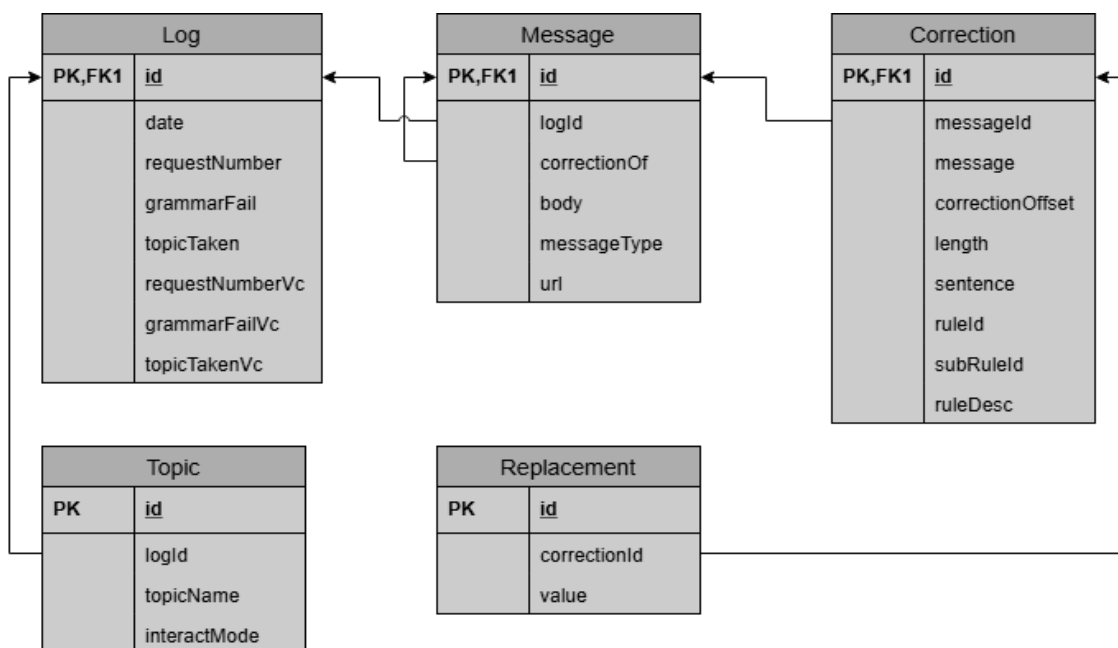 Log
PK,FK1 id
date
requestNumber
grammarFail
topicTaken
requestNumberVc
grammarFailVc
topicTakenVc
Message
PK,FK1 id
logId
correctionOf
body
messageType
url
Correction
PK,FK1 id
messageId
message
correctionOffset
length
sentence
ruleId
subRuleId
ruleDesc
Topic
PK id
logId
topicName
interactMode
Replacement
PK id
correctionId
value